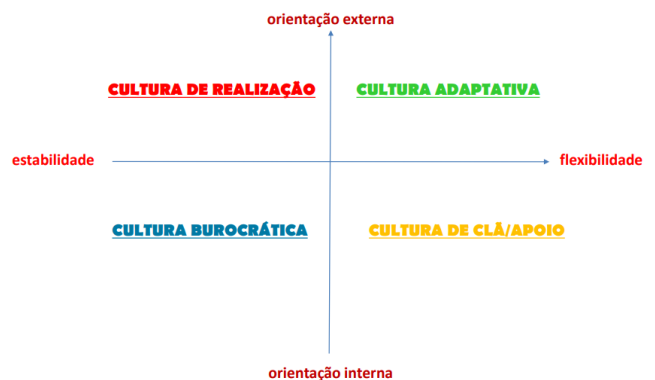 orientação externa
CULTURA DE REALIZAÇÃO
CULTURA ADAPTATIVA
estabilidade
flexibilidade
CULTURA BUROCRÁTICA
CULTURA DE CLÃ/APOIO
orientação interna